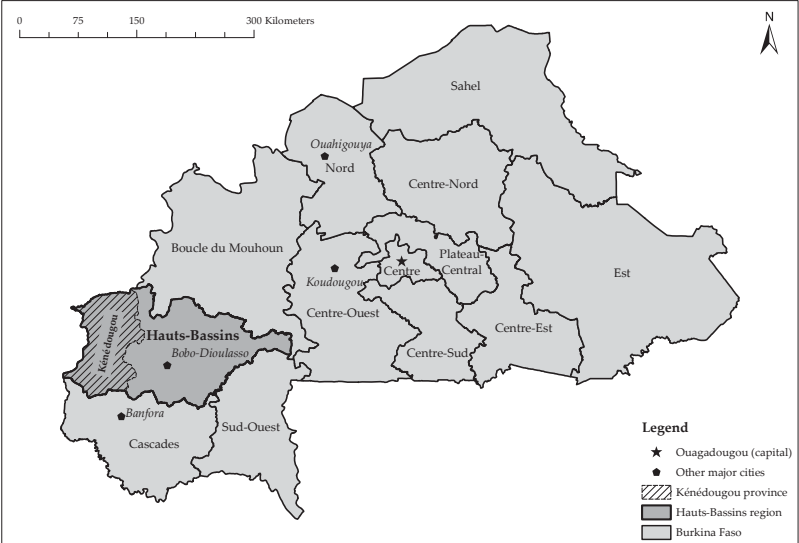 0 75 150 300 Kilometers
N
Sahel
Ouahigouya
Nord
Centre-Nord
Boucle du Mouhoun
Plateau-
Central
Centre
Koudougou
Est
Centre-Ouest
Centre-Est
Kénédougou
Hauts-Bassins
Bobo-Dioulasso
Centre-Sud
Banfora
Sud-Ouest
Cascades
Legend
Ouagadougou (capital)
Other major cities
Kénédougou province
Hauts-Bassins region
Burkina Faso